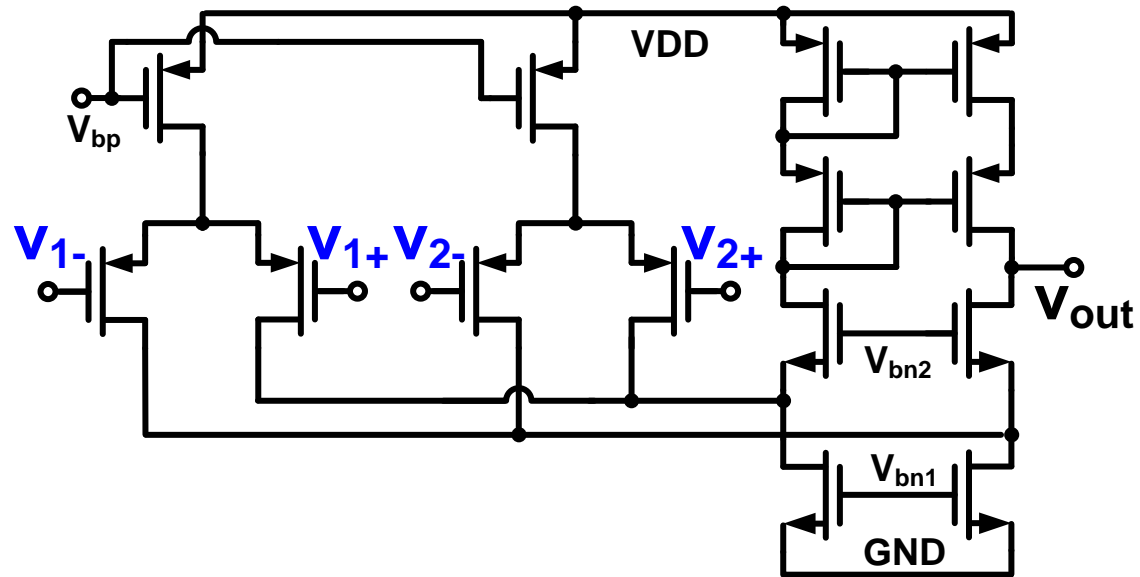 VDD
Vbp
V1-
V1+
V2-
V2+
Vout
Vbn2
Vbn1
GND